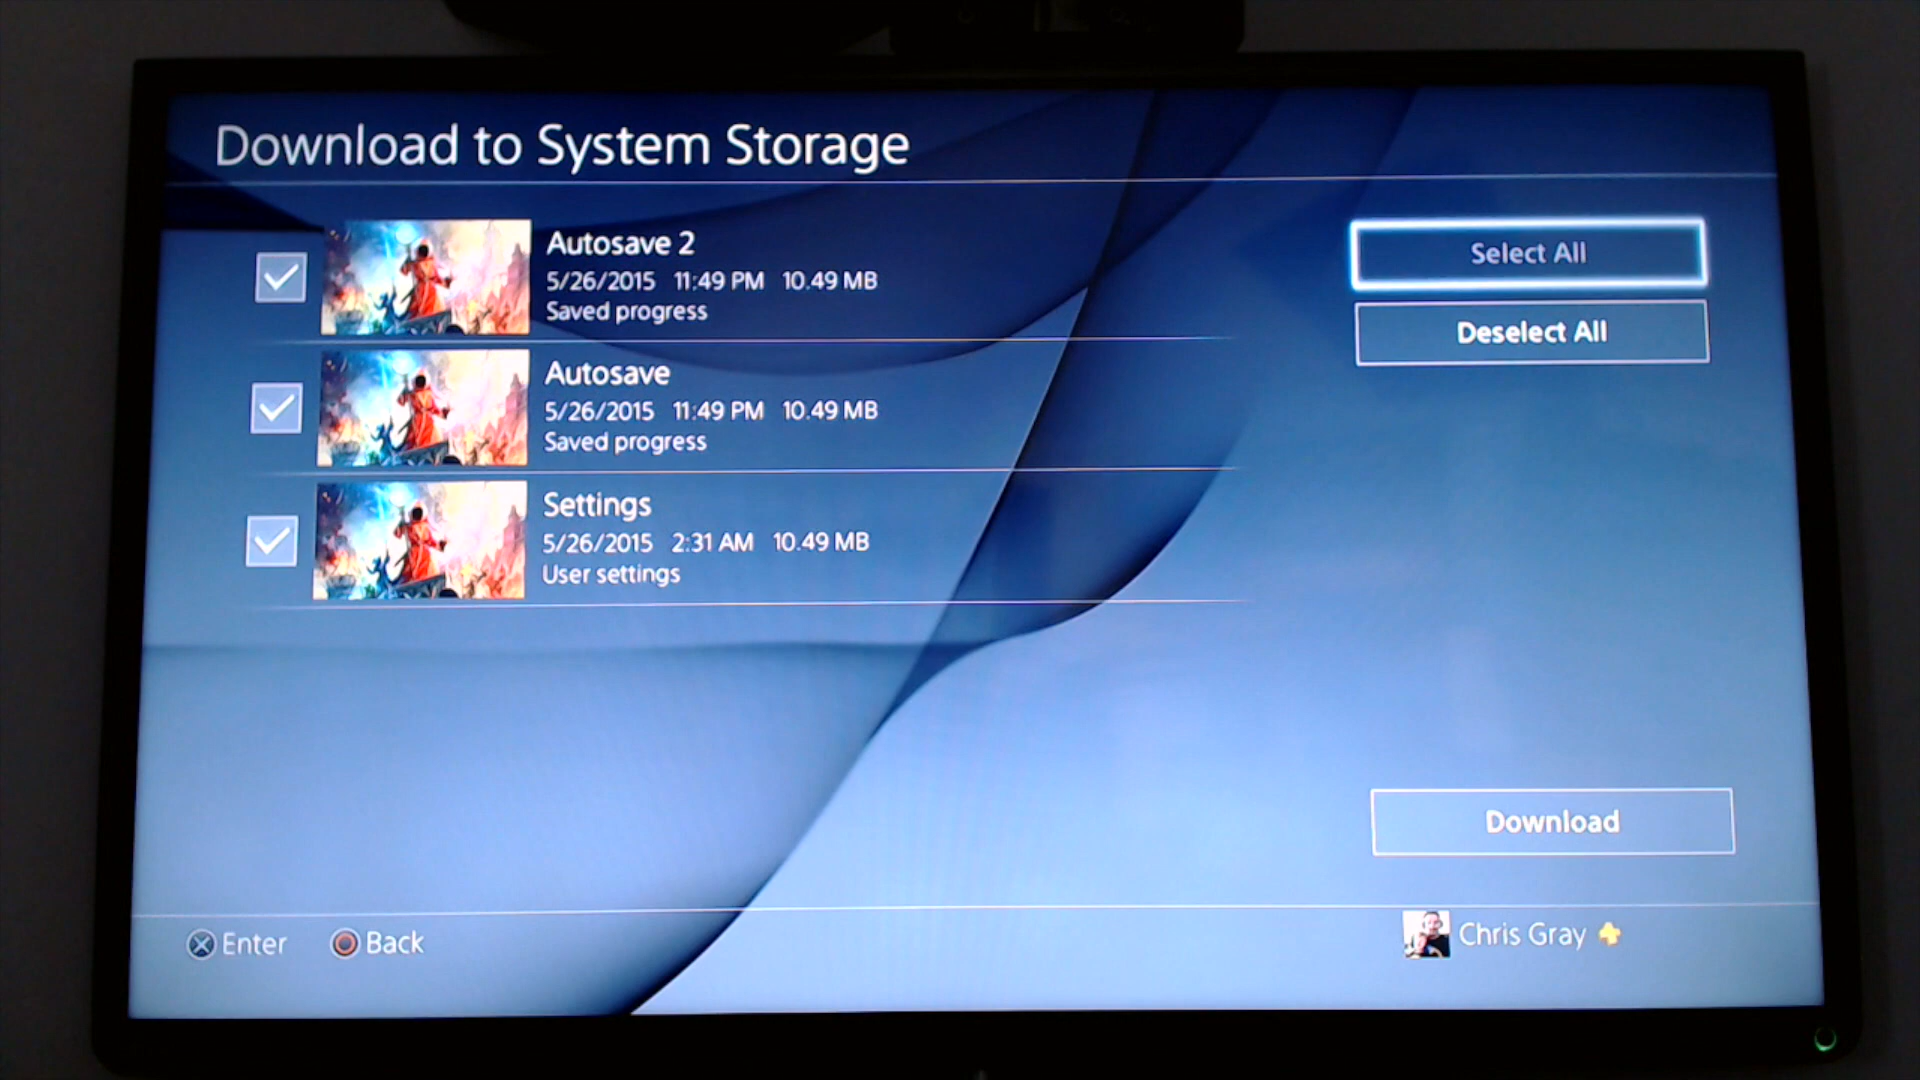 Download to System Storage
Autosave 2
5/26/2015 11:49 PM 10.49 MB
Saved progress
Autosave
5/26/2015 11:49 PM 10.49 MB
Saved progress
Settings
5/26/2015 2:31 AM 10.49 MB
User settings
Select All
Deselect All
Download
Enter
Back
Chris Gray